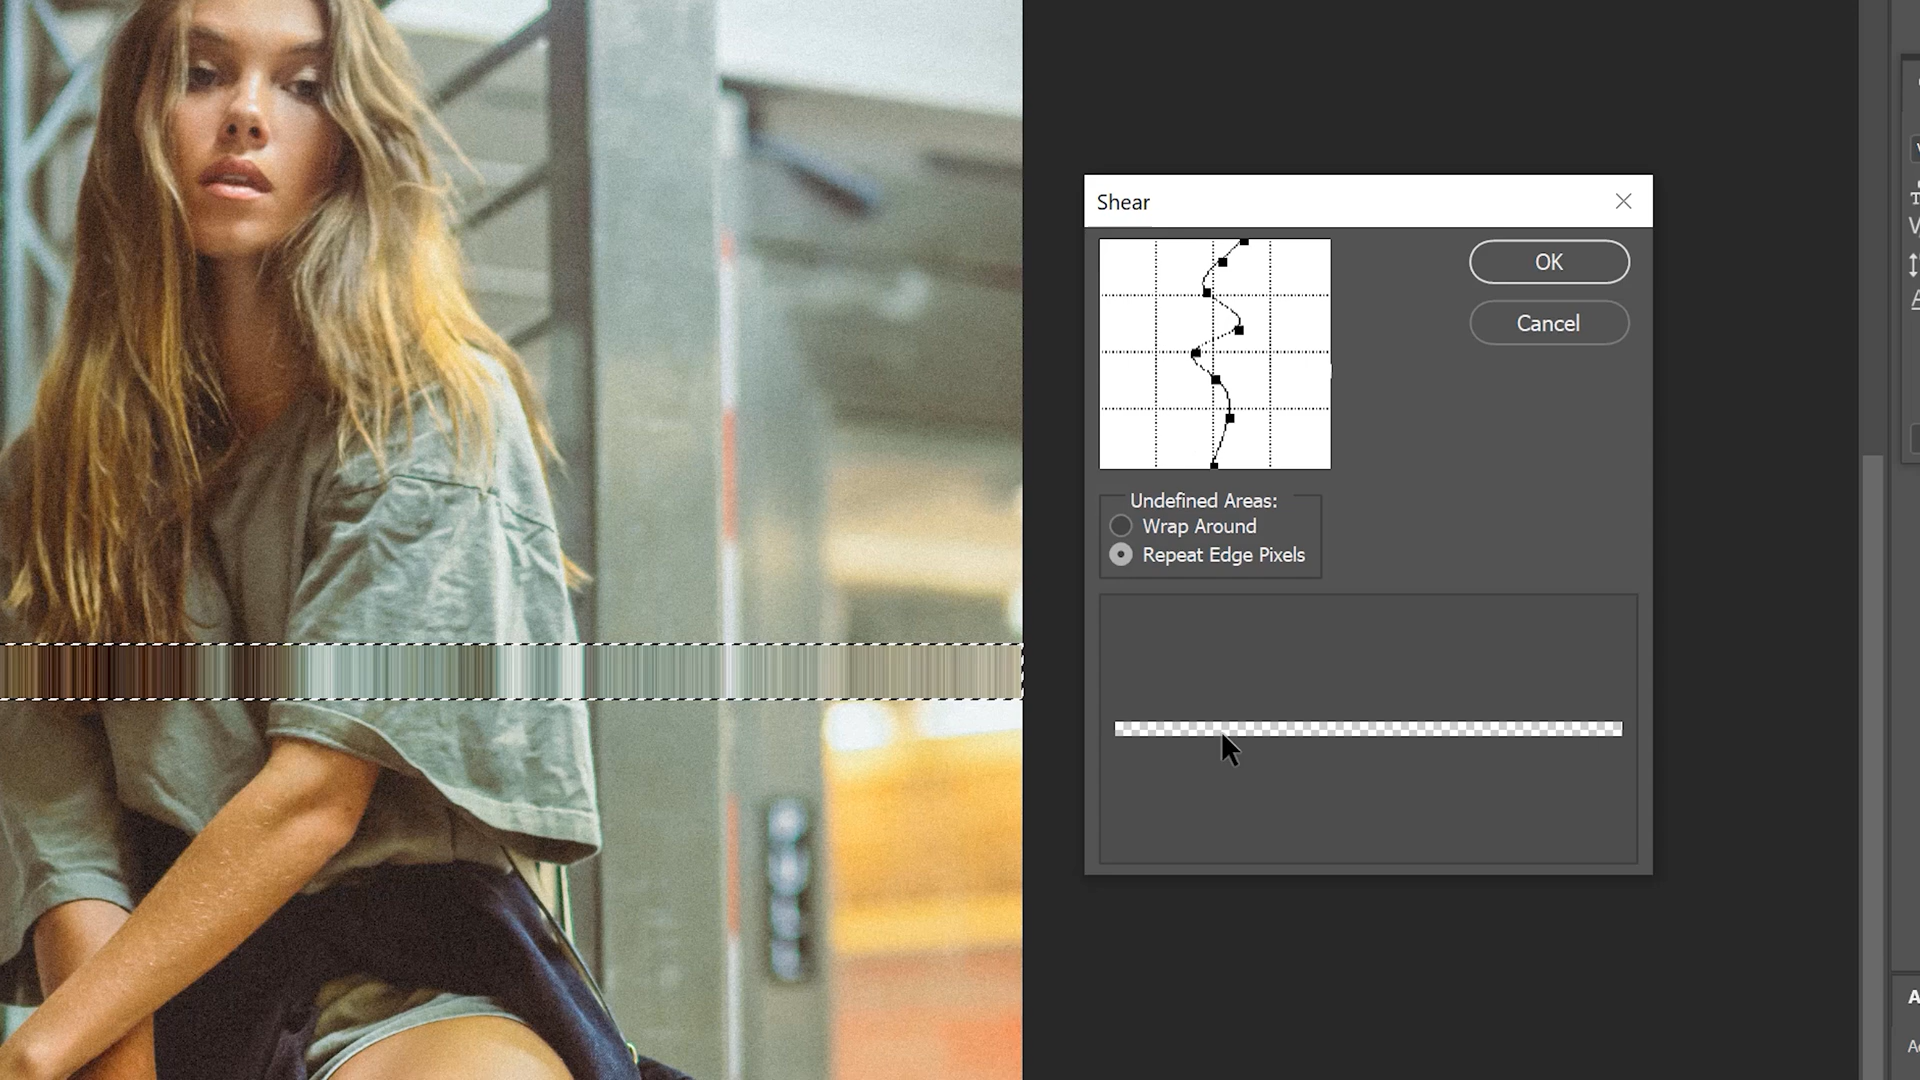 Shear
OK
Cancel
Undefined Areas:
Wrap Around
Repeat Edge Pixels